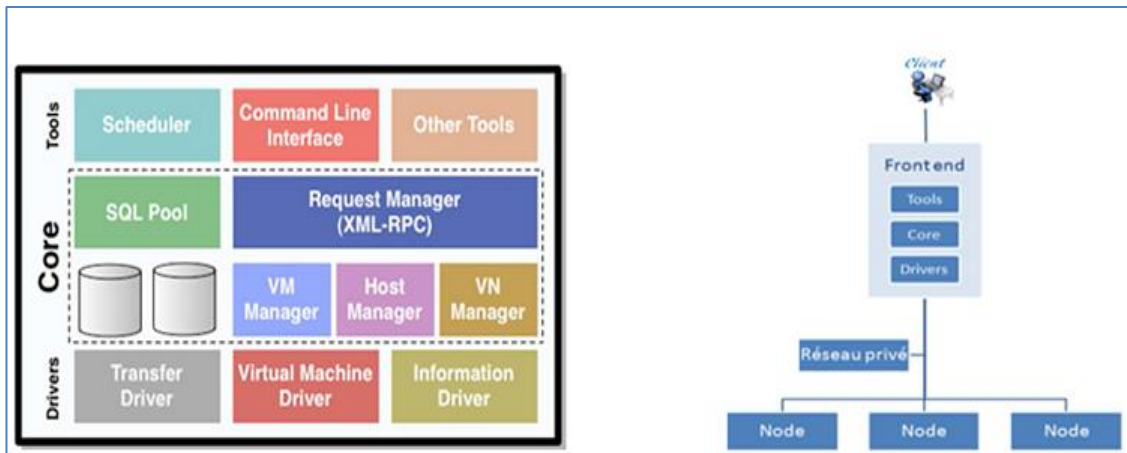 Tools
Scheduler
Command Line
Interface
Other Tools
Core
SQL Pool
Request Manager
(XML-RPC)
VM
Manager
Host
Manager
VN
Manager
Drivers
Transfer
Driver
Virtual Machine
Driver
Information
Driver
Client
Front end
Tools
Core
Drivers
Réseau privé
Node
Node
Node